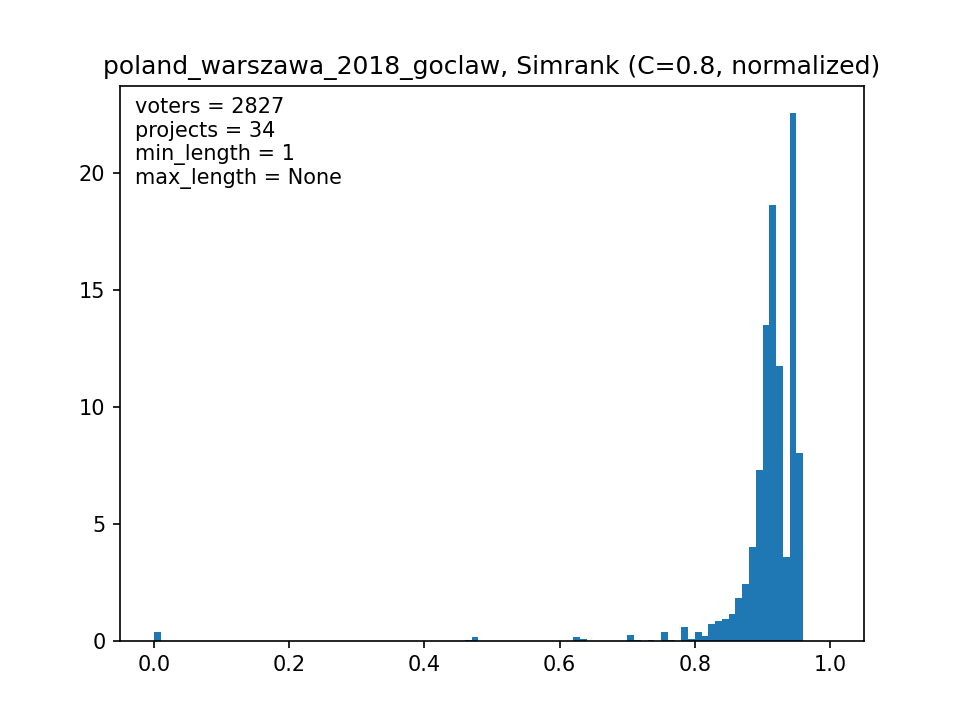 poland_warszawa_2018_goclaw, Simrank (C=0.8, normalized)
voters = 2827
projects = 34
min_length = 1
max_length = None
20
15
10
5
0
0.0 0.2 0.4 0.6 0.8 1.0